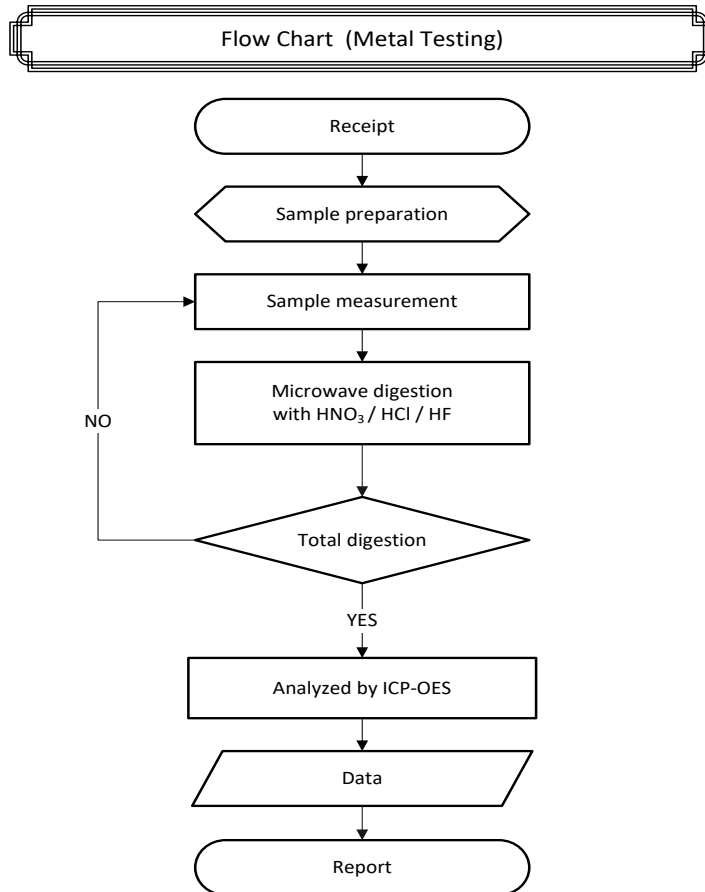 Flow Chart (Metal Testing)
Receipt
Sample preparation
Sample measurement
Microwave digestion
with HNO₃ / HCl / HF
NO
Total digestion
YES
Analyzed by ICP-OES
Data
Report